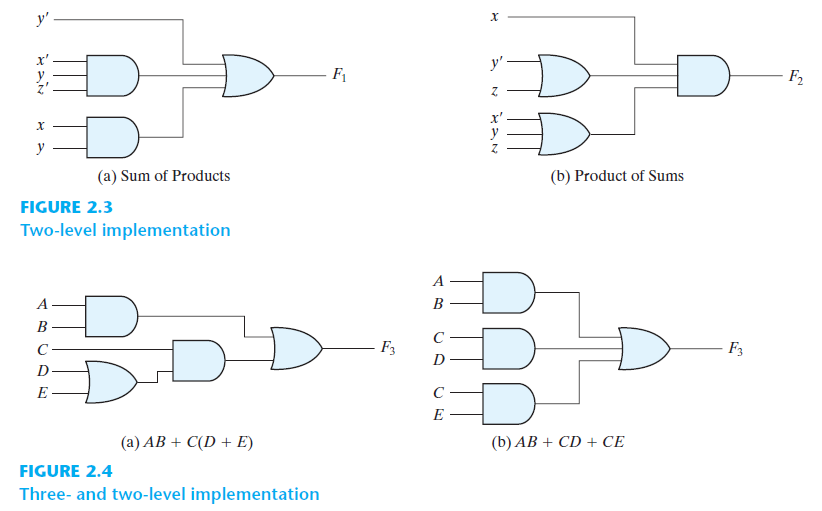 y'
x'
y
z'
x
y
F₁
(a) Sum of Products
x
y'
z
x'
y
z
F₂
(b) Product of Sums
FIGURE 2.3
Two-level implementation
A
B
C
D
E
F₃
(a) AB + C(D + E)
A
B
C
D
C
E
F₃
(b) AB + CD + CE
FIGURE 2.4
Three- and two-level implementation